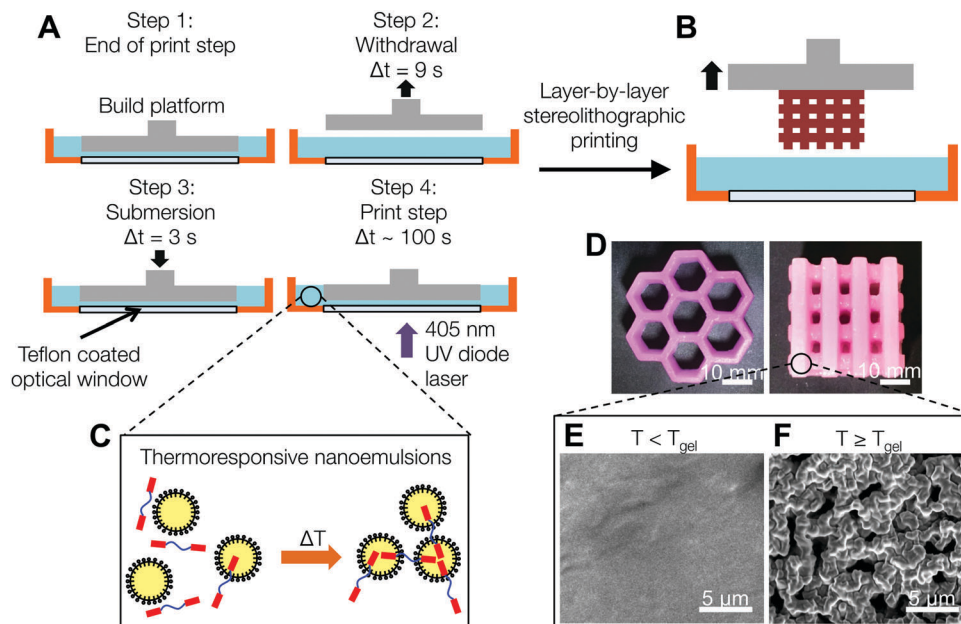 A
Step 1:
End of print step
Build platform
Step 2:
Withdrawal
Δt = 9 s
Step 3:
Submersion
Δt = 3 s
Teflon coated
optical window
Step 4:
Print step
Δt ~ 100 s
405 nm
UV diode
laser
Layer-by-layer
stereolithographic
printing
B
C
Thermoresponsive nanoemulsions
ΔT
D
10 mm
10 mm
E
T < Tgel
5 μm
F
T ≥ Tgel
5 μm